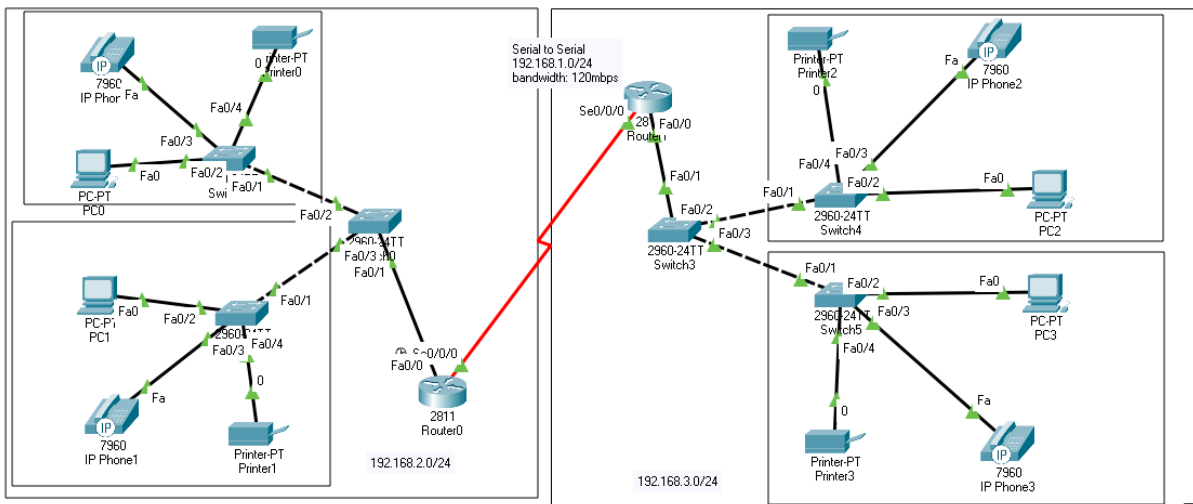 IP
7960
Fa
Fa0/3
Printer0
0
Fa0/4
Fa0
Fa0/2
Fa0/1
PC-PT
PC0
Fa0/2
Fa0/3
Fa0/1
Fa0/1
Fa0
Fa0/2
PC-PT
PC1
Fa0/3
Fa0/4
Fa
0
IP
7960
IP Phone1
Printer-PT
Printer1
Fa0/0
2811
Router0
192.168.2.0/24
Serial to Serial
192.168.1.0/24
bandwidth: 120mbps
Se0/0/0
Fa0/0
Fa0/1
Fa0/2
Fa0/3
2960-24TT
Switch3
192.168.3.0/24
Printer-PT
Printer2
0
Fa
IP
7960
IP Phone2
Fa0/4
Fa0/3
Fa0/1
Fa0/2
Fa0
2960-24TT
Switch4
PC-PT
PC2
Fa0/1
Fa0/2
Fa0/3
Fa0
2960-24TT
Switch5
Fa0/4
PC-PT
PC3
0
Fa
Printer-PT
Printer3
IP
7960
IP Phone3